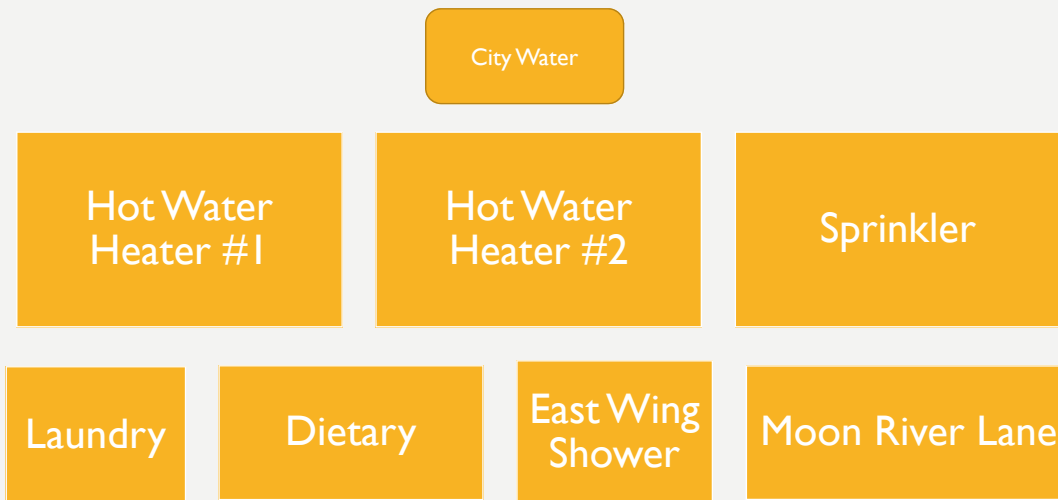 City Water
Hot Water
Heater #1
Hot Water
Heater #2
Sprinkler
Laundry
Dietary
East Wing
Shower
Moon River Lane